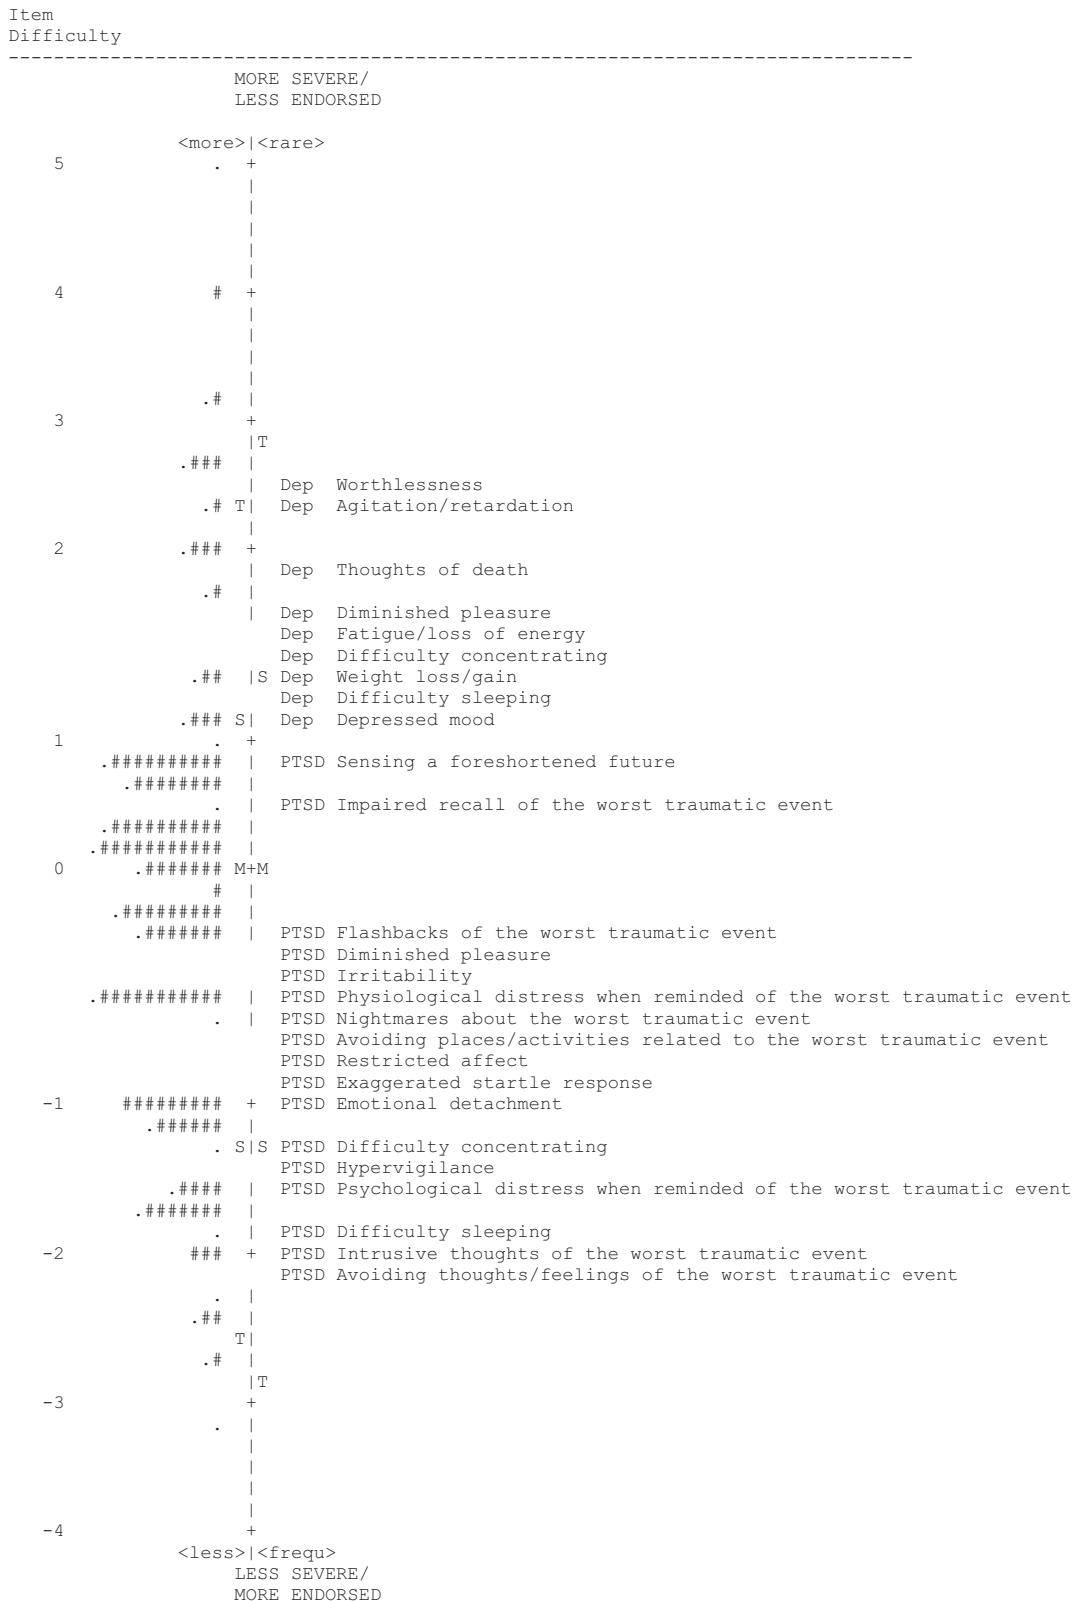 Item
Difficulty
--------------------------------------------------------------------------------
                    MORE SEVERE/
                    LESS ENDORSED

               <more>|<rare>
    5             .  +
                     |
                     |
                     |
                     |
                     |
    4             #  +
                     |
                     |
                     |
                     |
                 .#  |
    3                +
                     |T
               .###  |
                     |  Dep  Worthlessness
                 .# T|  Dep  Agitation/retardation
                     |
    2          .###  +
                     |  Dep  Thoughts of death
                 .#  |
                     |  Dep  Diminished pleasure
                        Dep  Fatigue/loss of energy
                        Dep  Difficulty concentrating
                .##  |S Dep  Weight loss/gain
                        Dep  Difficulty sleeping
               .### S|  Dep  Depressed mood
    1             .  +
        .##########  |  PTSD Sensing a foreshortened future
          .########  |
                  .  |  PTSD Impaired recall of the worst traumatic event
        .##########  |
       .###########  |
    0      .####### M+M
                  #  |
         .#########  |
           .#######  |  PTSD Flashbacks of the worst traumatic event
                        PTSD Diminished pleasure
                        PTSD Irritability
       .###########  |  PTSD Physiological distress when reminded of the worst traumatic event
                  .  |  PTSD Nightmares about the worst traumatic event
                        PTSD Avoiding places/activities related to the worst traumatic event
                        PTSD Restricted affect
                        PTSD Exaggerated startle response
   -1     #########  +  PTSD Emotional detachment
            .######  |
                  . S|S PTSD Difficulty concentrating
                        PTSD Hypervigilance
              .####  |  PTSD Psychological distress when reminded of the worst traumatic event
           .#######  |
                  .  |  PTSD Difficulty sleeping
   -2           ###  +  PTSD Intrusive thoughts of the worst traumatic event
                        PTSD Avoiding thoughts/feelings of the worst traumatic event
                  .  |
                .##  |
                    T|
                 .#  |
                     |T
   -3                +
                  .  |
                     |
                     |
                     |
                     |
   -4                +
               <less>|<frequ>
                    LESS SEVERE/
                    MORE ENDORSED